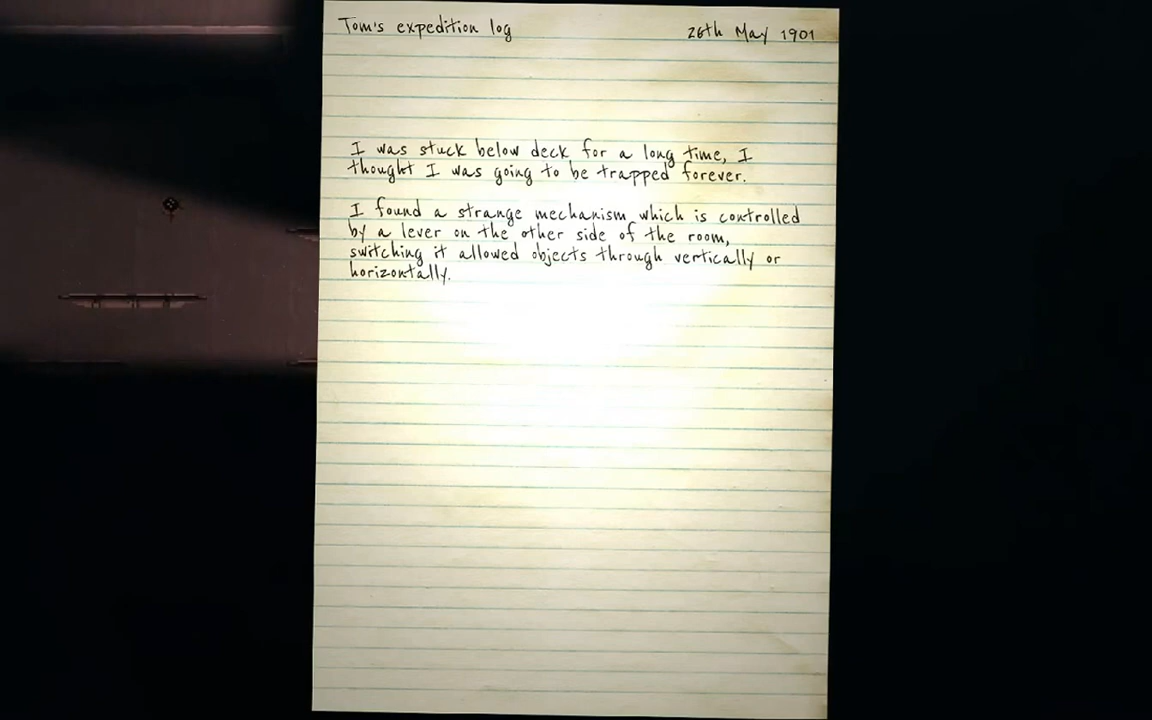 Tom's expedition log 26th May 1901
I was stuck below deck for a long time, I
thought I was going to be trapped forever.
I found a strange mechanism which is controlled
by a lever on the other side of the room,
switching it allowed objects through vertically or
horizontally.